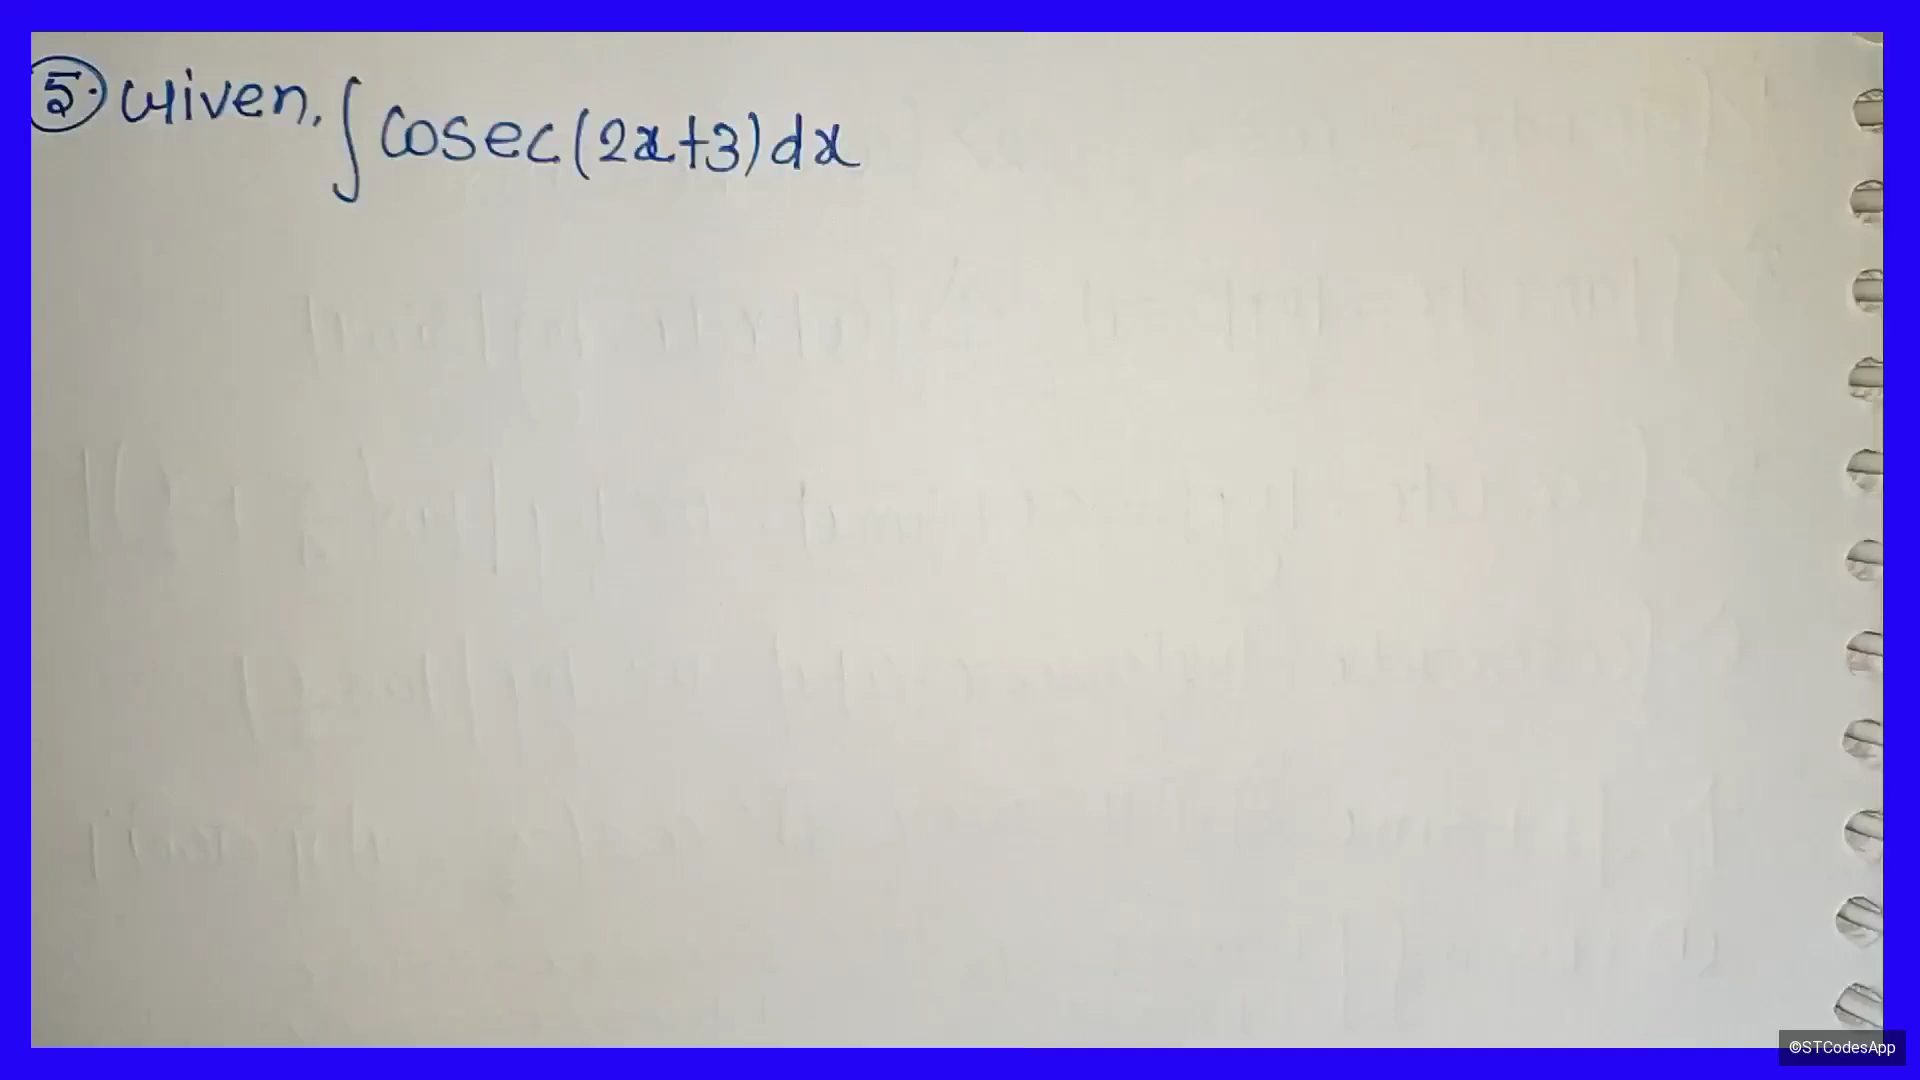 5. Given, ∫ cosec(2x+3)dx
©STCodesApp